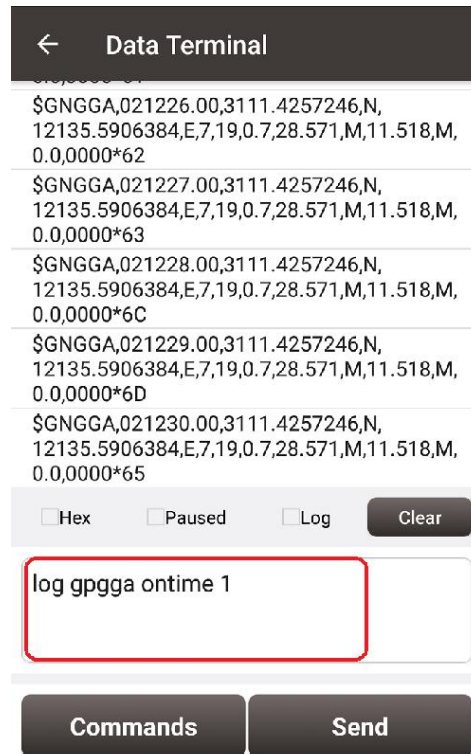 Data Terminal
$GNGGA,021226.00,3111.4257246,N,
12135.5906384,E,7,19,0.7,28.571,M,11.518,M,
0.0,0000*62
$GNGGA,021227.00,3111.4257246,N,
12135.5906384,E,7,19,0.7,28.571,M,11.518,M,
0.0,0000*63
$GNGGA,021228.00,3111.4257246,N,
12135.5906384,E,7,19,0.7,28.571,M,11.518,M,
0.0,0000*6C
$GNGGA,021229.00,3111.4257246,N,
12135.5906384,E,7,19,0.7,28.571,M,11.518,M,
0.0,0000*6D
$GNGGA,021230.00,3111.4257246,N,
12135.5906384,E,7,19,0.7,28.571,M,11.518,M,
0.0,0000*65
Hex Paused Log Clear
log gpgga ontime 1
Commands Send